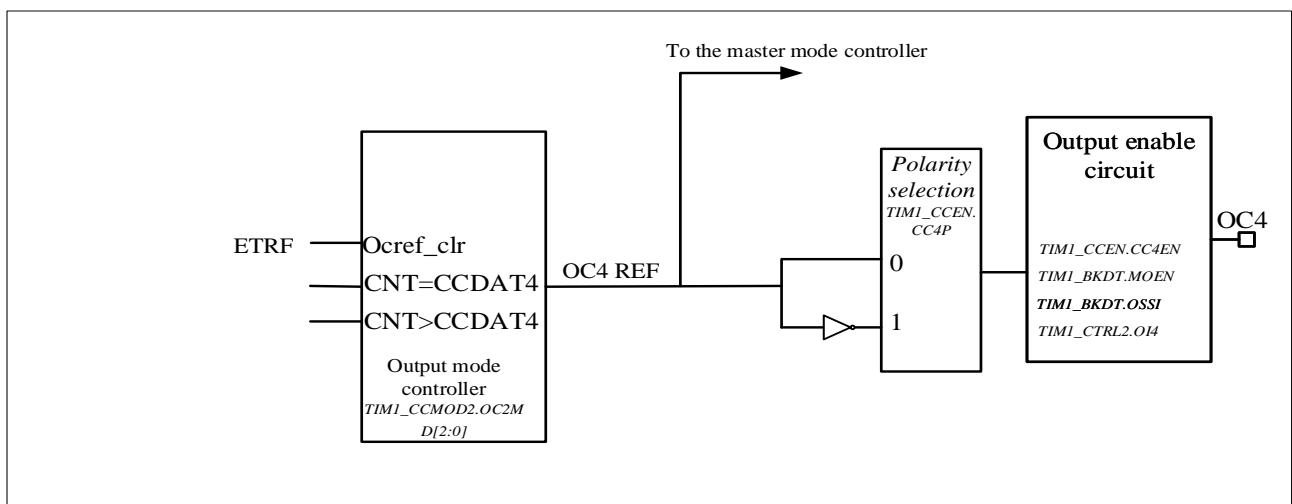 To the master mode controller
ETRF
Ocref_clr
CNT=CCDAT4
CNT>CCDAT4
Output mode
controller
TIM1_CCMOD2.OC2M
D[2:0]
OC4 REF
Polarity
selection
TIM1_CCEN.
CC4P
0
1
Output enable
circuit
TIM1_CCEN.CC4EN
TIM1_BKDT.MOEN
TIM1_BKDT.OSSI
TIM1_CTRL2.OI4
OC4